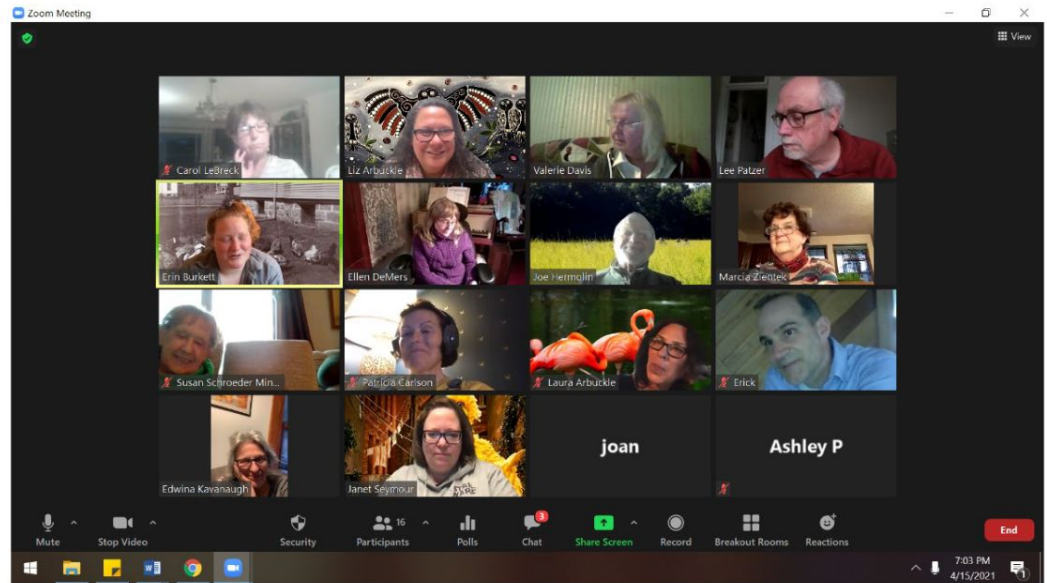 Zoom Meeting
View
Carol LeBreck
Liz Arbuckle
Valerie Davis
Lee Patzer
Erin Burkett
Ellen DeMers
Joe Hermolin
Marcia Zientek
Susan Schroeder Min...
Patricia Carlson
Laura Arbuckle
Erick
Edwina Kavanaugh
Janet Seymour
joan
Ashley P
Mute
Stop Video
Security
16
Participants
Polls
3
Chat
Share Screen
Record
Breakout Rooms
Reactions
End
7:03 PM
4/15/2021